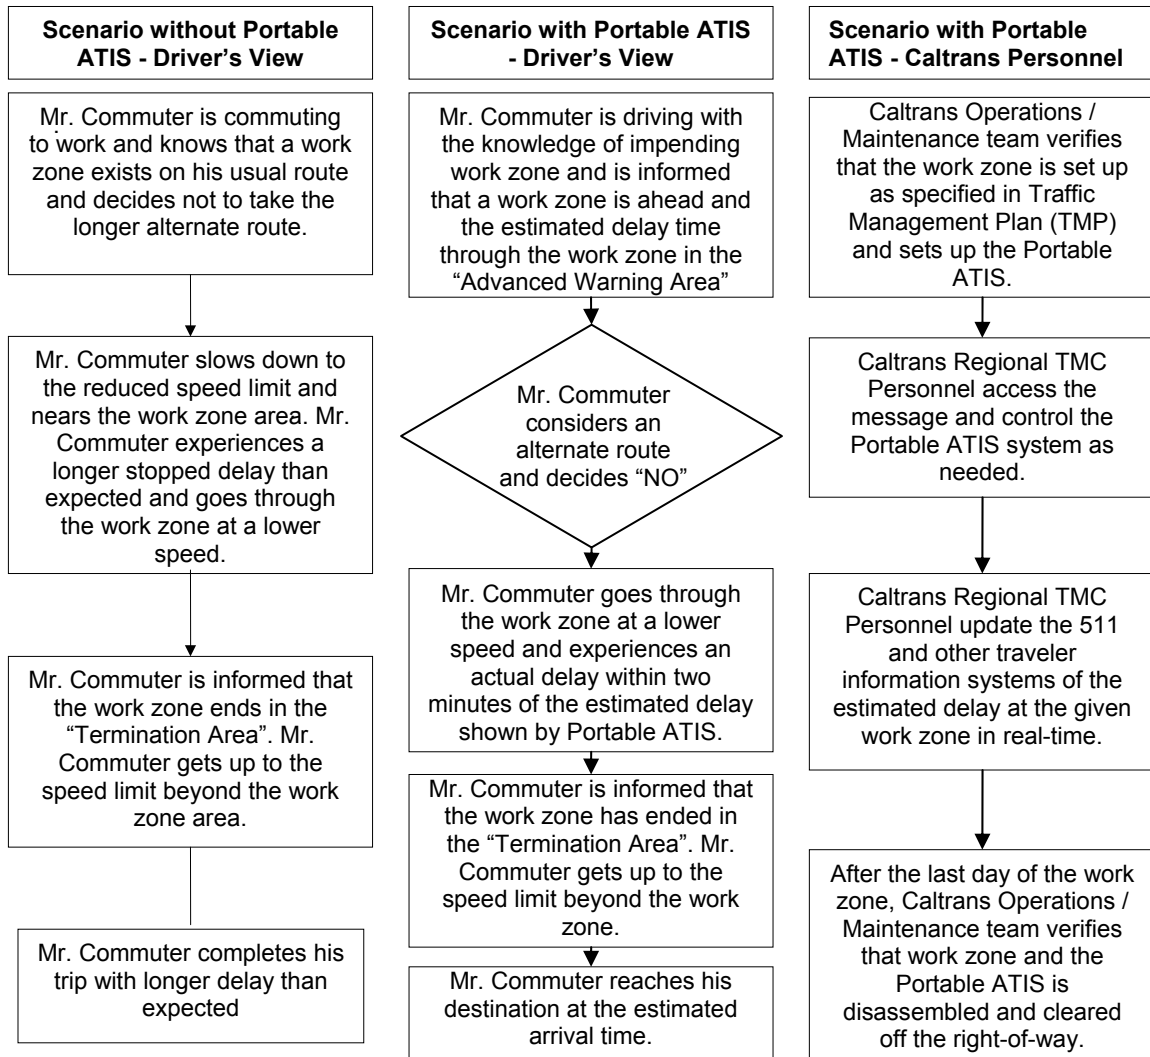 Scenario without Portable
ATIS - Driver's View
Mr. Commuter is commuting
to work and knows that a work
zone exists on his usual route
and decides not to take the
longer alternate route.
Mr. Commuter slows down to
the reduced speed limit and
nears the work zone area. Mr.
Commuter experiences a
longer stopped delay than
expected and goes through
the work zone at a lower
speed.
Mr. Commuter is informed that
the work zone ends in the
“Termination Area”. Mr.
Commuter gets up to the
speed limit beyond the work
zone area.
Mr. Commuter completes his
trip with longer delay than
expected
Scenario with Portable ATIS
- Driver's View
Mr. Commuter is driving with
the knowledge of impending
work zone and is informed
that a work zone is ahead and
the estimated delay time
through the work zone in the
“Advanced Warning Area”
Mr. Commuter
considers an
alternate route
and decides “NO”
Mr. Commuter goes through
the work zone at a lower
speed and experiences an
actual delay within two
minutes of the estimated delay
shown by Portable ATIS.
Mr. Commuter is informed that
the work zone has ended in
the “Termination Area”. Mr.
Commuter gets up to the
speed limit beyond the work
zone.
Mr. Commuter reaches his
destination at the estimated
arrival time.
Scenario with Portable
ATIS - Caltrans Personnel
Caltrans Operations /
Maintenance team verifies
that the work zone is set up
as specified in Traffic
Management Plan (TMP)
and sets up the Portable
ATIS.
Caltrans Regional TMC
Personnel access the
message and control the
Portable ATIS system as
needed.
Caltrans Regional TMC
Personnel update the 511
and other traveler
information systems of the
estimated delay at the given
work zone in real-time.
After the last day of the work
zone, Caltrans Operations /
Maintenance team verifies
that work zone and the
Portable ATIS is
disassembled and cleared
off the right-of-way.